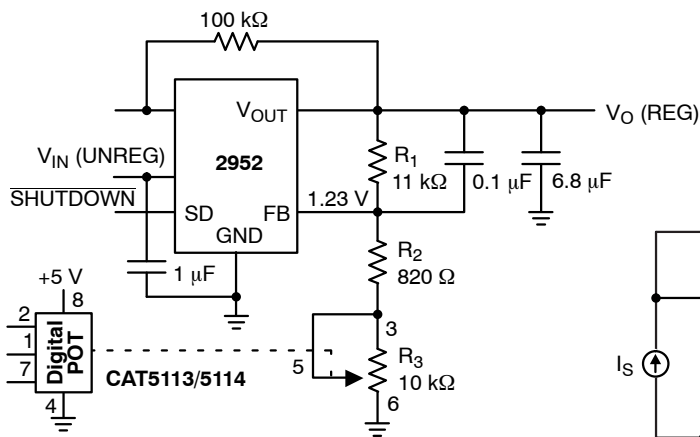 100 kΩ
V_OUT
V_O (REG)
V_IN (UNREG)
2952
R_1
11 kΩ
0.1 μF
6.8 μF
1.23 V
SHUTDOWN
SD
FB
GND
R_2
820 Ω
1 μF
+5 V
8
2
1
7
4
Digital
POT
CAT5113/5114
3
5
R_3
10 kΩ
6
I_S